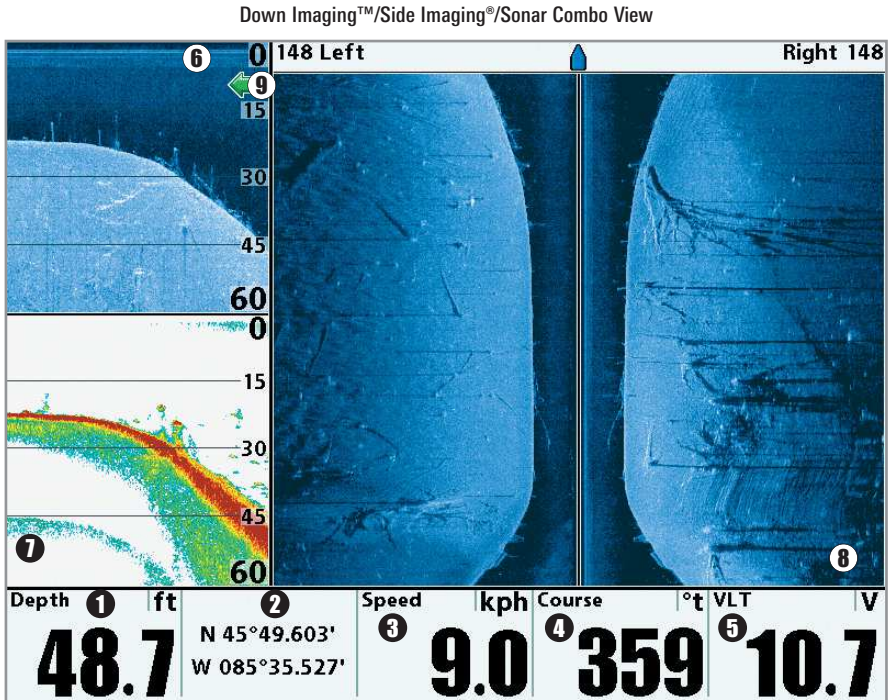 Down Imaging™/Side Imaging®/Sonar Combo View
6
0
148 Left
Right 148
9
15
30
45
60
0
15
30
45
7
60
8
Depth 1 ft
48.7
2
N 45°49.603'
W 085°35.527'
Speed kph
3
9.0
Course °t
4
359
VLT V
5
10.7